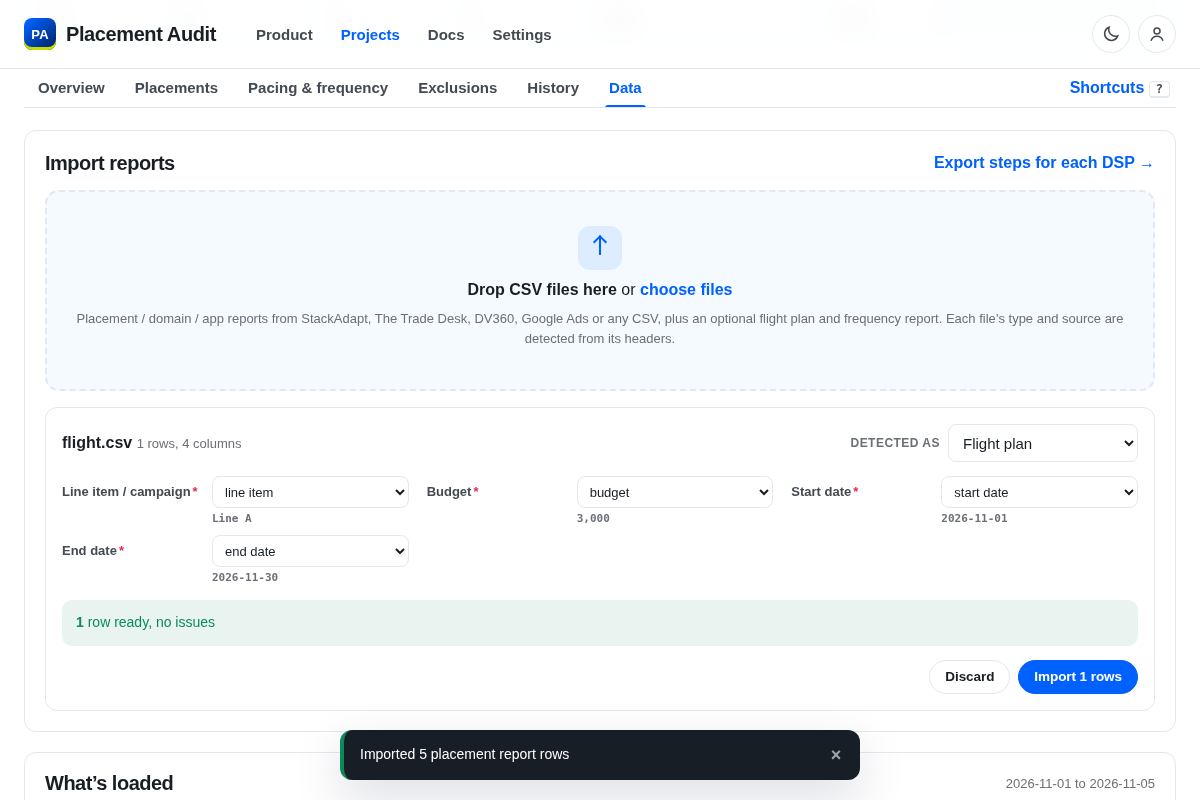 PA Placement Audit Product Projects Docs Settings
Overview Placements Pacing & frequency Exclusions History Data Shortcuts ?
Import reports Export steps for each DSP →
Drop CSV files here or choose files
Placement / domain / app reports from StackAdapt, The Trade Desk, DV360, Google Ads or any CSV, plus an optional flight plan and frequency report. Each file’s type and source are
detected from its headers.
flight.csv 1 rows, 4 columns DETECTED AS Flight plan
Line item / campaign* line item Budget* budget Start date* start date
Line A 3,000 2026-11-01
End date* end date
2026-11-30
1 row ready, no issues
Discard Import 1 rows
Imported 5 placement report rows ×
What’s loaded 2026-11-01 to 2026-11-05